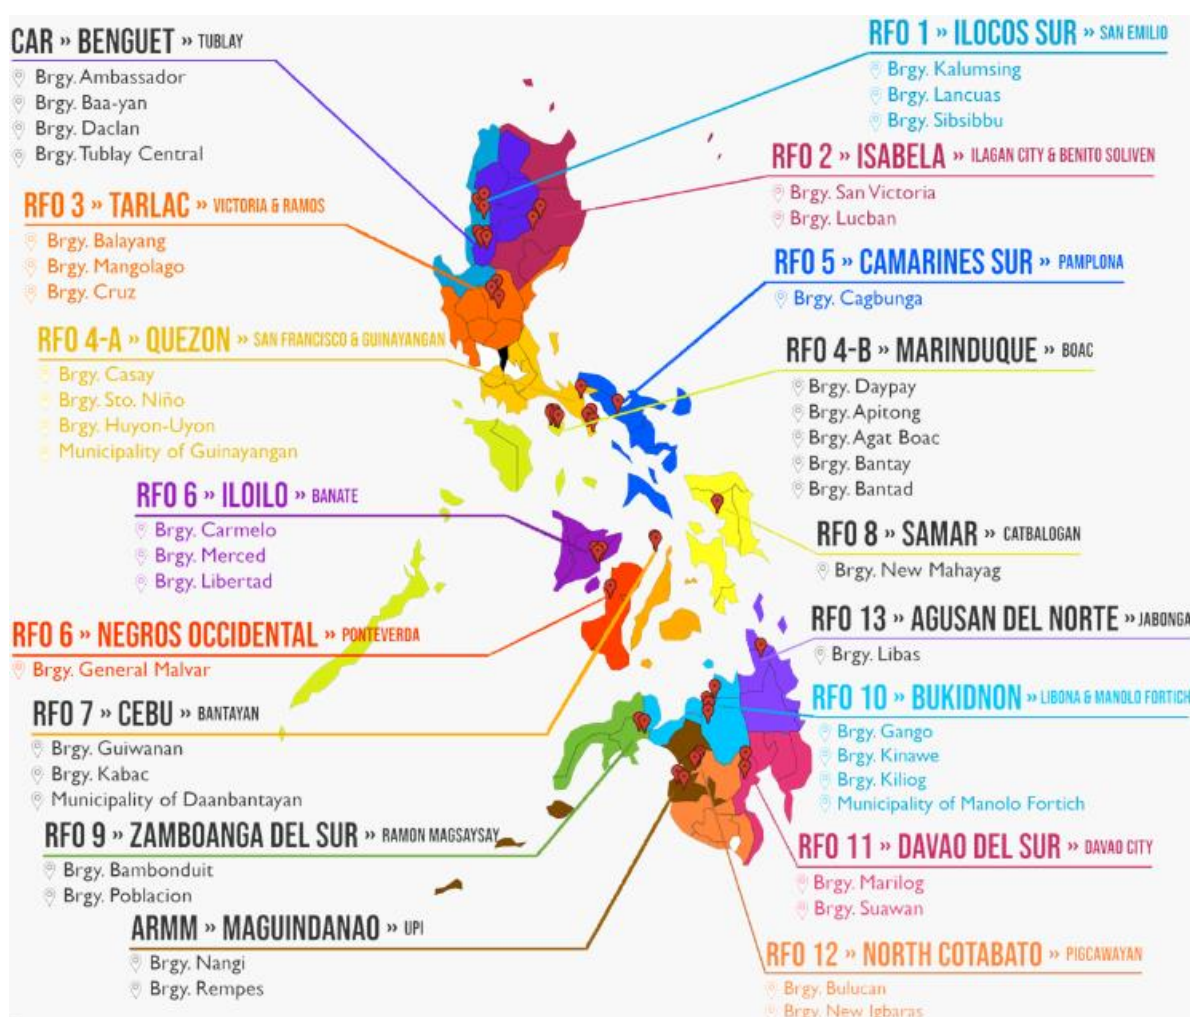 CAR » BENGUET » TUBLAY
Brgy. Ambassador
Brgy. Baa-yan
Brgy. Daclan
Brgy. Tublay Central
RFO 3 » TARLAC » VICTORIA & RAMOS
Brgy. Balayang
Brgy. Mangolago
Brgy. Cruz
RFO 4-A » QUEZON » SAN FRANCISCO & GUINAYANGAN
Brgy. Casay
Brgy. Sto. Niño
Brgy. Huyon-Uyon
Municipality of Guinayangan
RFO 6 » ILOILO » BANATE
Brgy. Carmelo
Brgy. Merced
Brgy. Libertad
RFO 6 » NEGROS OCCIDENTAL » PONTEVERDA
Brgy. General Malvar
RFO 7 » CEBU » BANTAYAN
Brgy. Guiwanan
Brgy. Kabac
Municipality of Daanbantayan
RFO 9 » ZAMBOANGA DEL SUR » RAMON MAGSAYSAY
Brgy. Bambonduit
Brgy. Poblacion
ARMM » MAGUINDANAO » UPI
Brgy. Nangi
Brgy. Rempes
RFO 1 » ILOCOS SUR » SAN EMILIO
Brgy. Kalumsing
Brgy. Lancuas
Brgy. Sibsibbu
RFO 2 » ISABELA » ILAGAN CITY & BENITO SOLIVEN
Brgy. San Victoria
Brgy. Lucban
RFO 5 » CAMARINES SUR » PAMPLONA
Brgy. Cagbunga
RFO 4-B » MARINDUQUE » BOAC
Brgy. Daypay
Brgy. Apitong
Brgy. Agat Boac
Brgy. Bantay
Brgy. Bantad
RFO 8 » SAMAR » CATBALOGAN
Brgy. New Mahayag
RFO 13 » AGUSAN DEL NORTE » JABONGA
Brgy. Libas
RFO 10 » BUKIDNON » LIBONA & MANOLO FORTICH
Brgy. Gango
Brgy. Kinawe
Brgy. Kiliog
Municipality of Manolo Fortich
RFO 11 » DAVAO DEL SUR » DAVAO CITY
Brgy. Marilog
Brgy. Suawan
RFO 12 » NORTH COTABATO » PIGCAWAYAN
Brgy. Bulucan
Brgy. New Igbaras